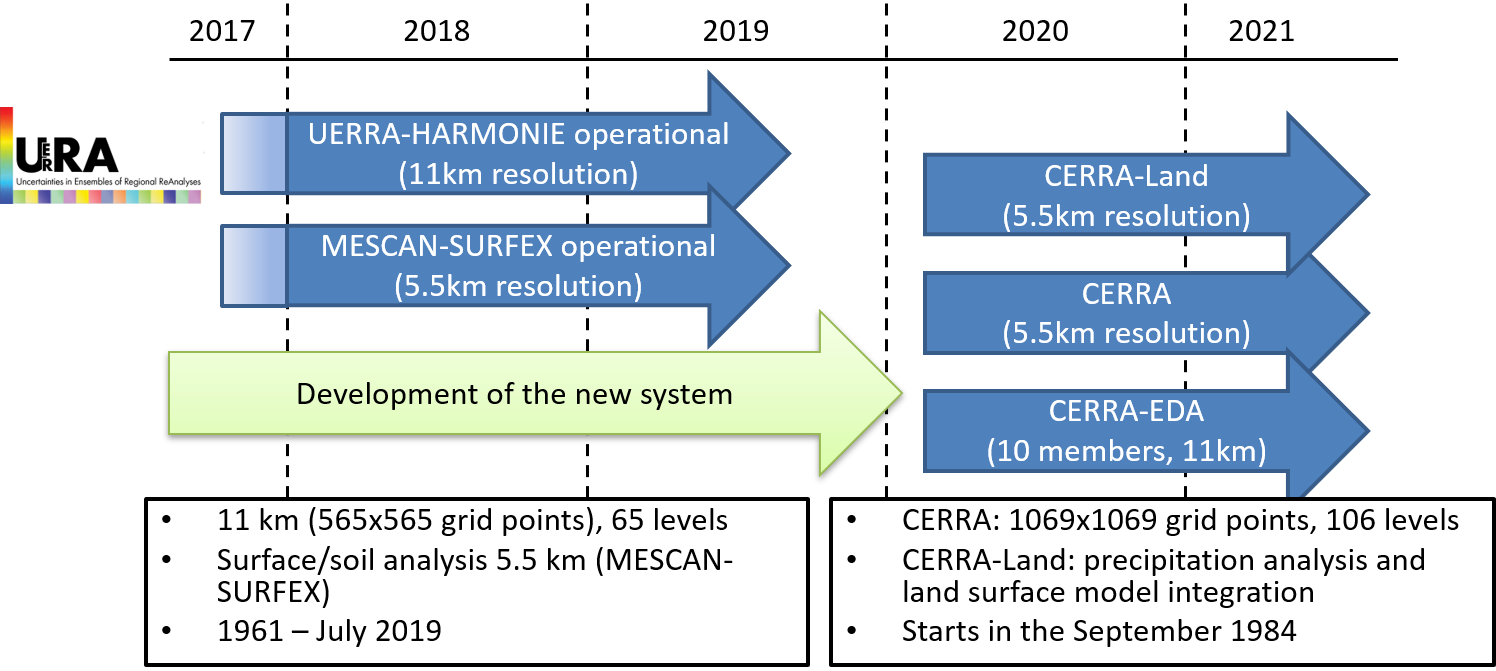 2017 2018 2019 2020 2021
UERRA
Uncertainties in Ensembles of Regional ReAnalyses
UERRA-HARMONIE operational
(11km resolution)
MESCAN-SURFEX operational
(5.5km resolution)
Development of the new system
CERRA-Land
(5.5km resolution)
CERRA
(5.5km resolution)
CERRA-EDA
(10 members, 11km)
• 11 km (565x565 grid points), 65 levels
• Surface/soil analysis 5.5 km (MESCAN-
SURFEX)
• 1961 – July 2019
• CERRA: 1069x1069 grid points, 106 levels
• CERRA-Land: precipitation analysis and
land surface model integration
• Starts in the September 1984